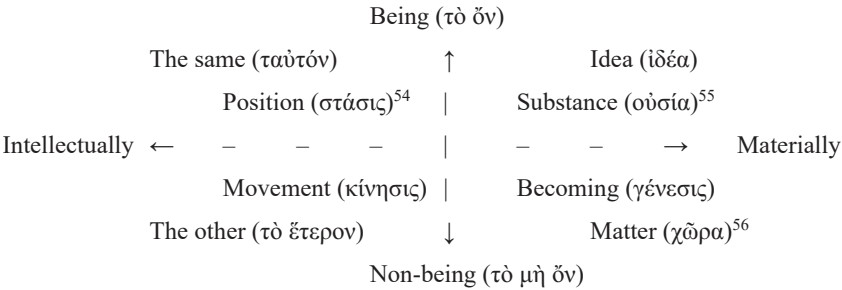 Being (τὸ ὄν)
The same (ταὐτόν) ↑ Idea (ἰδέα)
Position (στάσις)54 | Substance (οὐσία)55
Intellectually ← – – – | – – → Materially
Movement (κίνησις) | Becoming (γένεσις)
The other (τὸ ἕτερον) ↓ Matter (χῶρα)56
Non-being (τὸ μὴ ὄν)